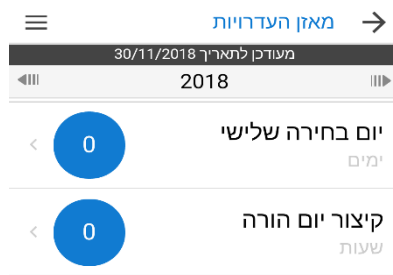 מאזן העדרויות
מעודכן לתאריך 30/11/2018
2018
יום בחירה שלישי
ימים
0
קיצור יום הורה
שעות
0